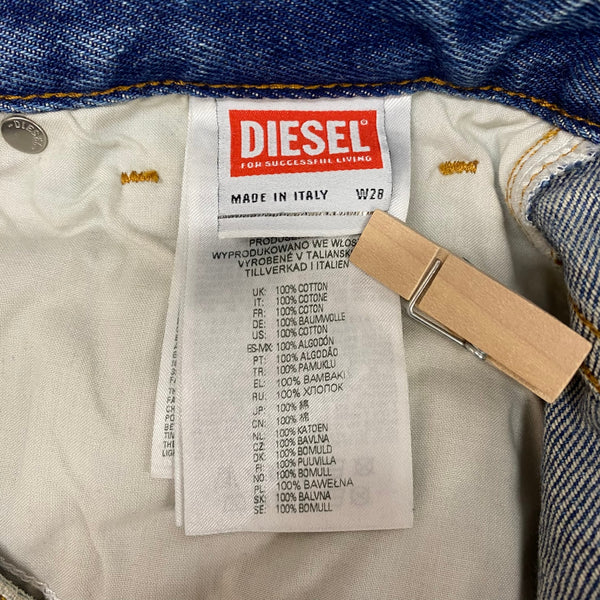 DIESEL
FOR SUCCESSFUL LIVING
MADE IN ITALY W28
WYPRODUKOWANO WE WŁOS
VYROBENÉ V TALIANSK
TILLVERKAD I ITALIEN
UK: 100% COTTON
IT: 100% COTONE
FR: 100% COTON
DE: 100% BAUMWOLLE
US: 100% COTTON
ES-MX: 100% ALGODÓN
PT: 100% ALGODÃO
TR: 100% PAMUKLU
EL: 100% BAMBAKI
RU: 100% ХЛОПОК
JP: 100% 綿
CN: 100% 棉
NL: 100% KATOEN
CZ: 100% BAVLNA
DK: 100% BOMULD
FI: 100% PUUVILLA
NO: 100% BOMULL
PL: 100% BAWEŁNA
SK: 100% BALVNA
SE: 100% BOMULL